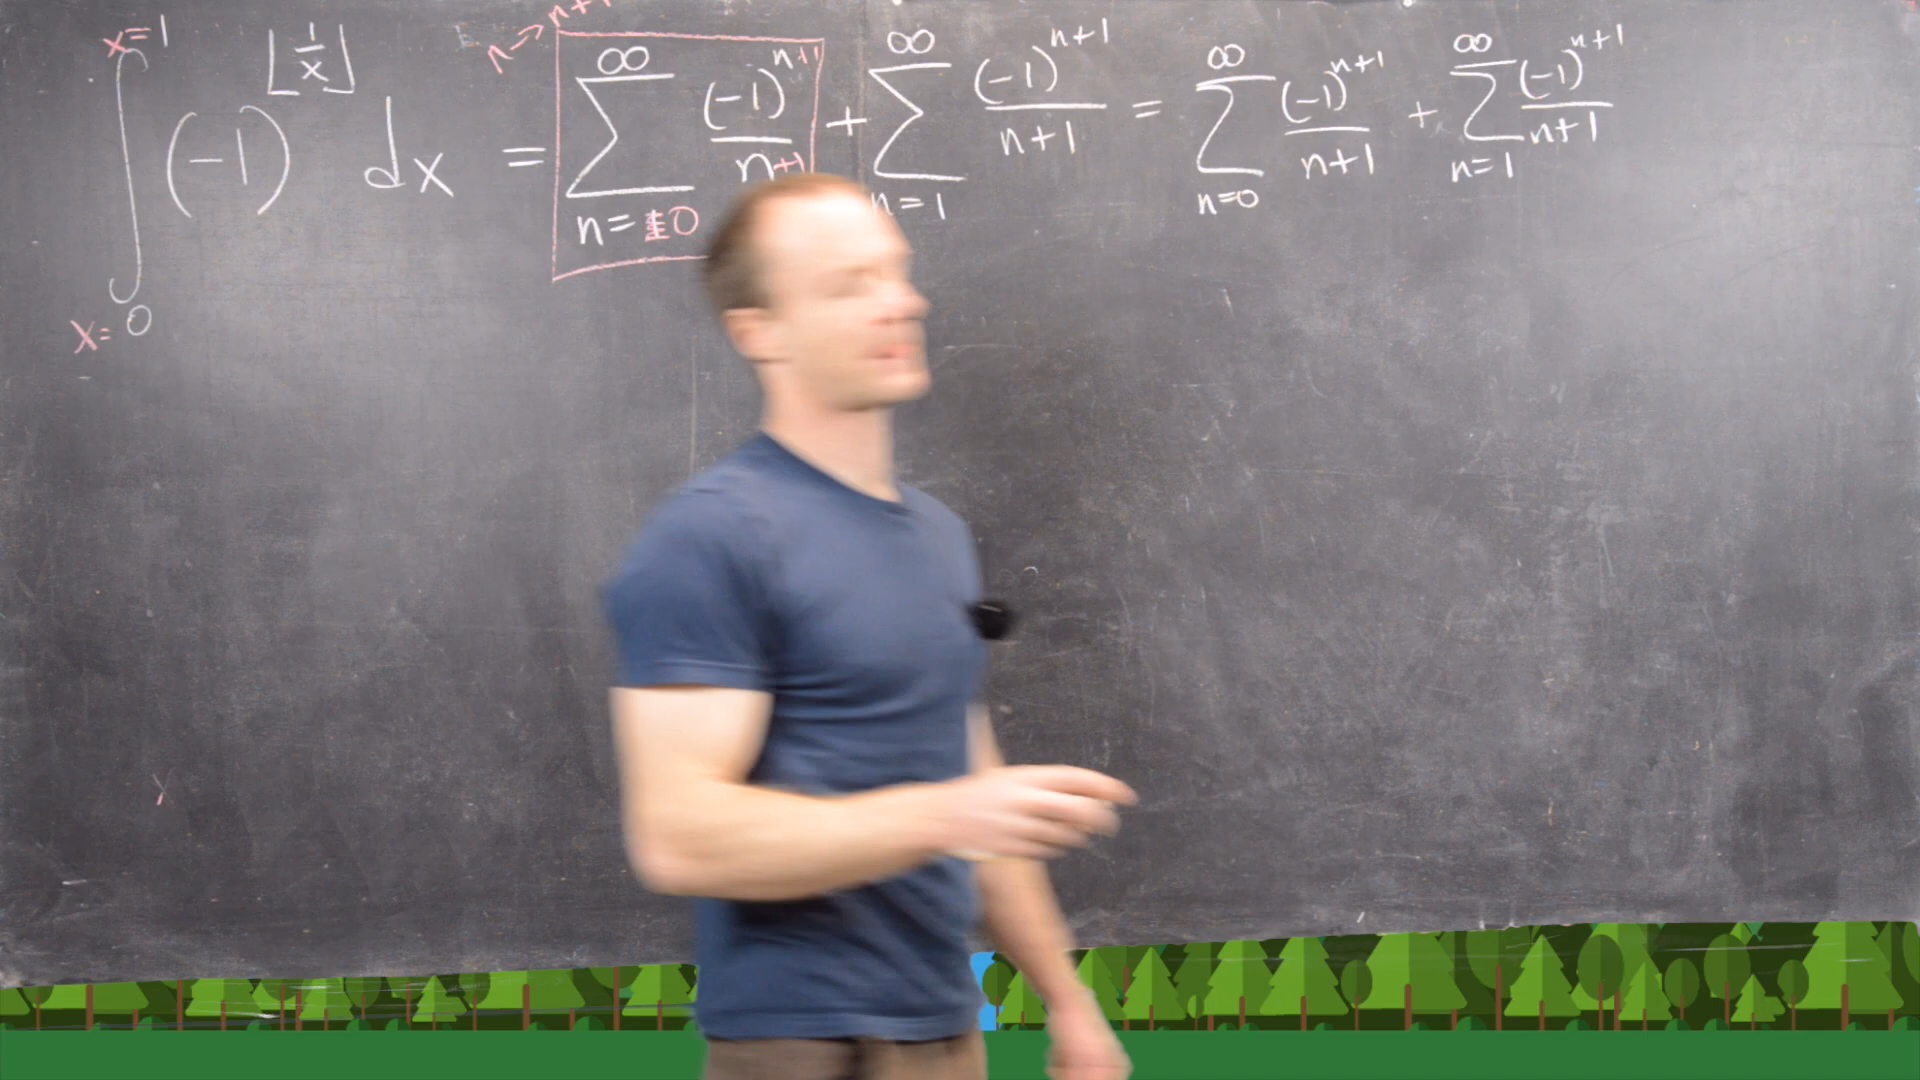 n→n+1
∫_{x=0}^{x=1} (-1)^{⌊1/x⌋} dx = ∑_{n=0}^{∞} (-1)^{n+1}/(n+1) + ∑_{n=1}^{∞} (-1)^{n+1}/(n+1) = ∑_{n=0}^{∞} (-1)^{n+1}/(n+1) + ∑_{n=1}^{∞} (-1)^{n+1}/(n+1)